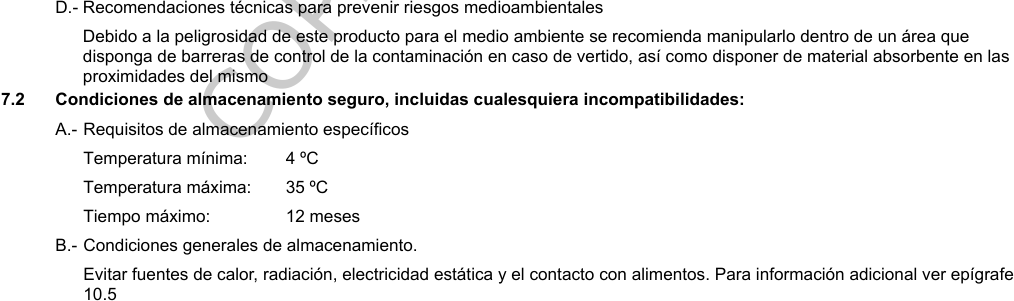 D.- Recomendaciones técnicas para prevenir riesgos medioambientales
Debido a la peligrosidad de este producto para el medio ambiente se recomienda manipularlo dentro de un área que
disponga de barreras de control de la contaminación en caso de vertido, así como disponer de material absorbente en las
proximidades del mismo
7.2 Condiciones de almacenamiento seguro, incluidas cualesquiera incompatibilidades:
A.- Requisitos de almacenamiento específicos
Temperatura mínima: 4 ºC
Temperatura máxima: 35 ºC
Tiempo máximo: 12 meses
B.- Condiciones generales de almacenamiento.
Evitar fuentes de calor, radiación, electricidad estática y el contacto con alimentos. Para información adicional ver epígrafe
10.5